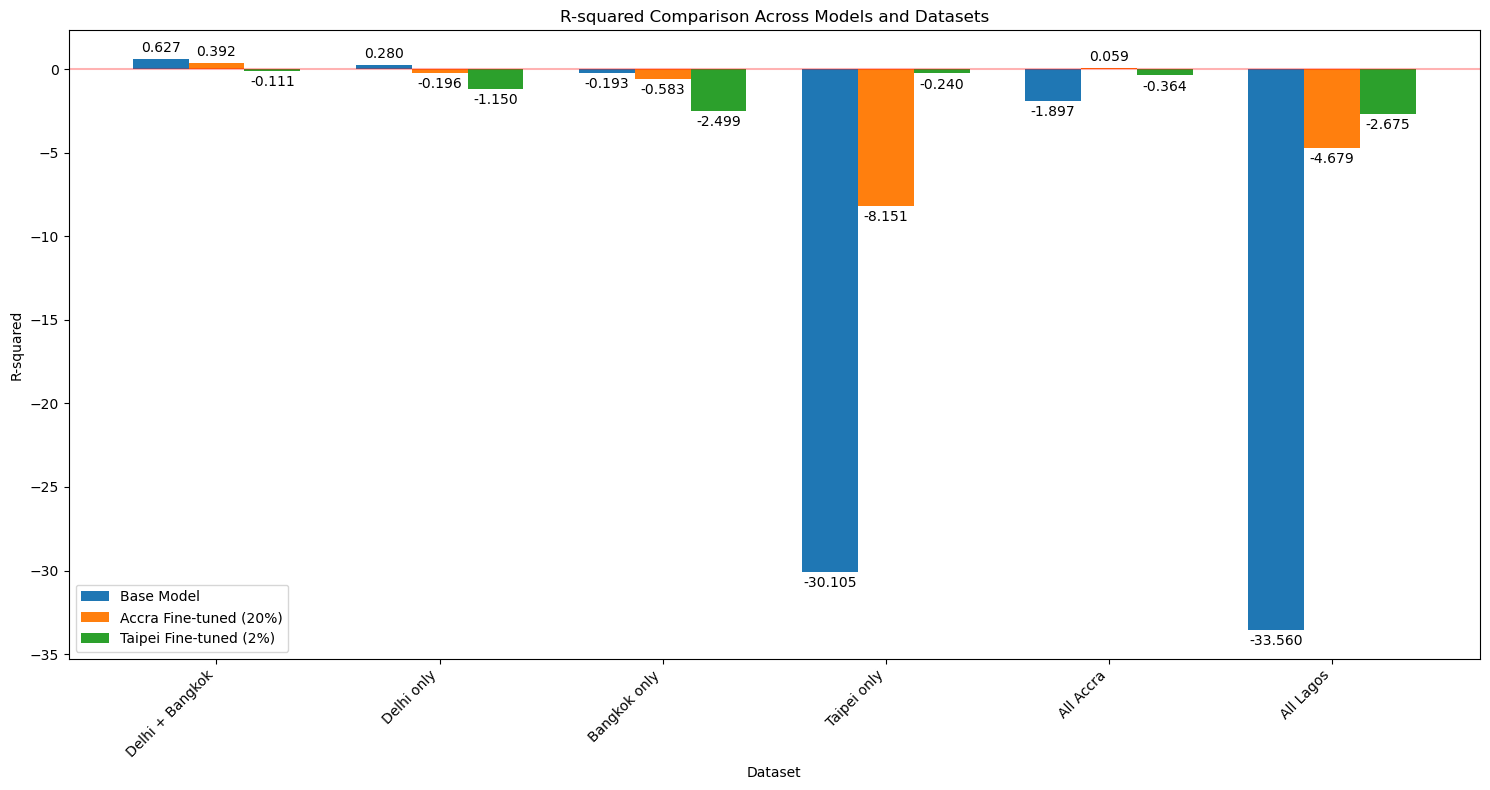 R-squared Comparison Across Models and Datasets
0.627
0.392
-0.111
0.280
-0.196
-1.150
-0.193
-0.583
-2.499
-30.105
-8.151
-0.240
-1.897
0.059
-0.364
-33.560
-4.679
-2.675
0
−5
−10
−15
−20
−25
−30
−35
R-squared
Base Model
Accra Fine-tuned (20%)
Taipei Fine-tuned (2%)
Delhi + Bangkok
Delhi only
Bangkok only
Taipei only
All Accra
All Lagos
Dataset